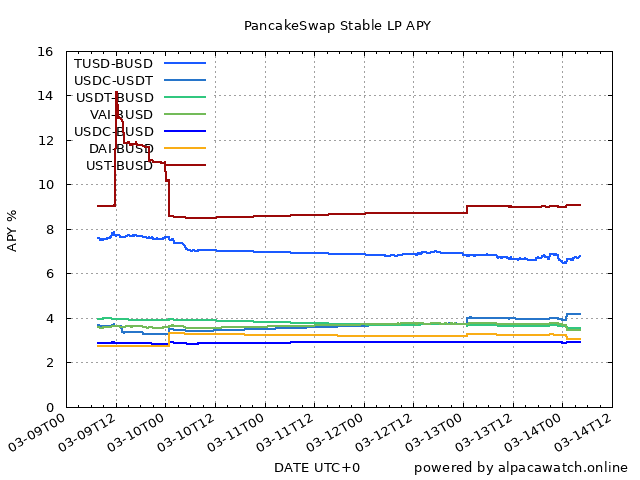 PancakeSwap Stable LP APY
APY %
16
14
12
10
8
6
4
2
0
TUSD-BUSD
USDC-USDT
USDT-BUSD
VAI-BUSD
USDC-BUSD
DAI-BUSD
UST-BUSD
03-09T00
03-09T12
03-10T00
03-10T12
03-11T00
03-11T12
03-12T00
03-12T12
03-13T00
03-13T12
03-14T00
03-14T12
DATE UTC+0
powered by alpacawatch.online